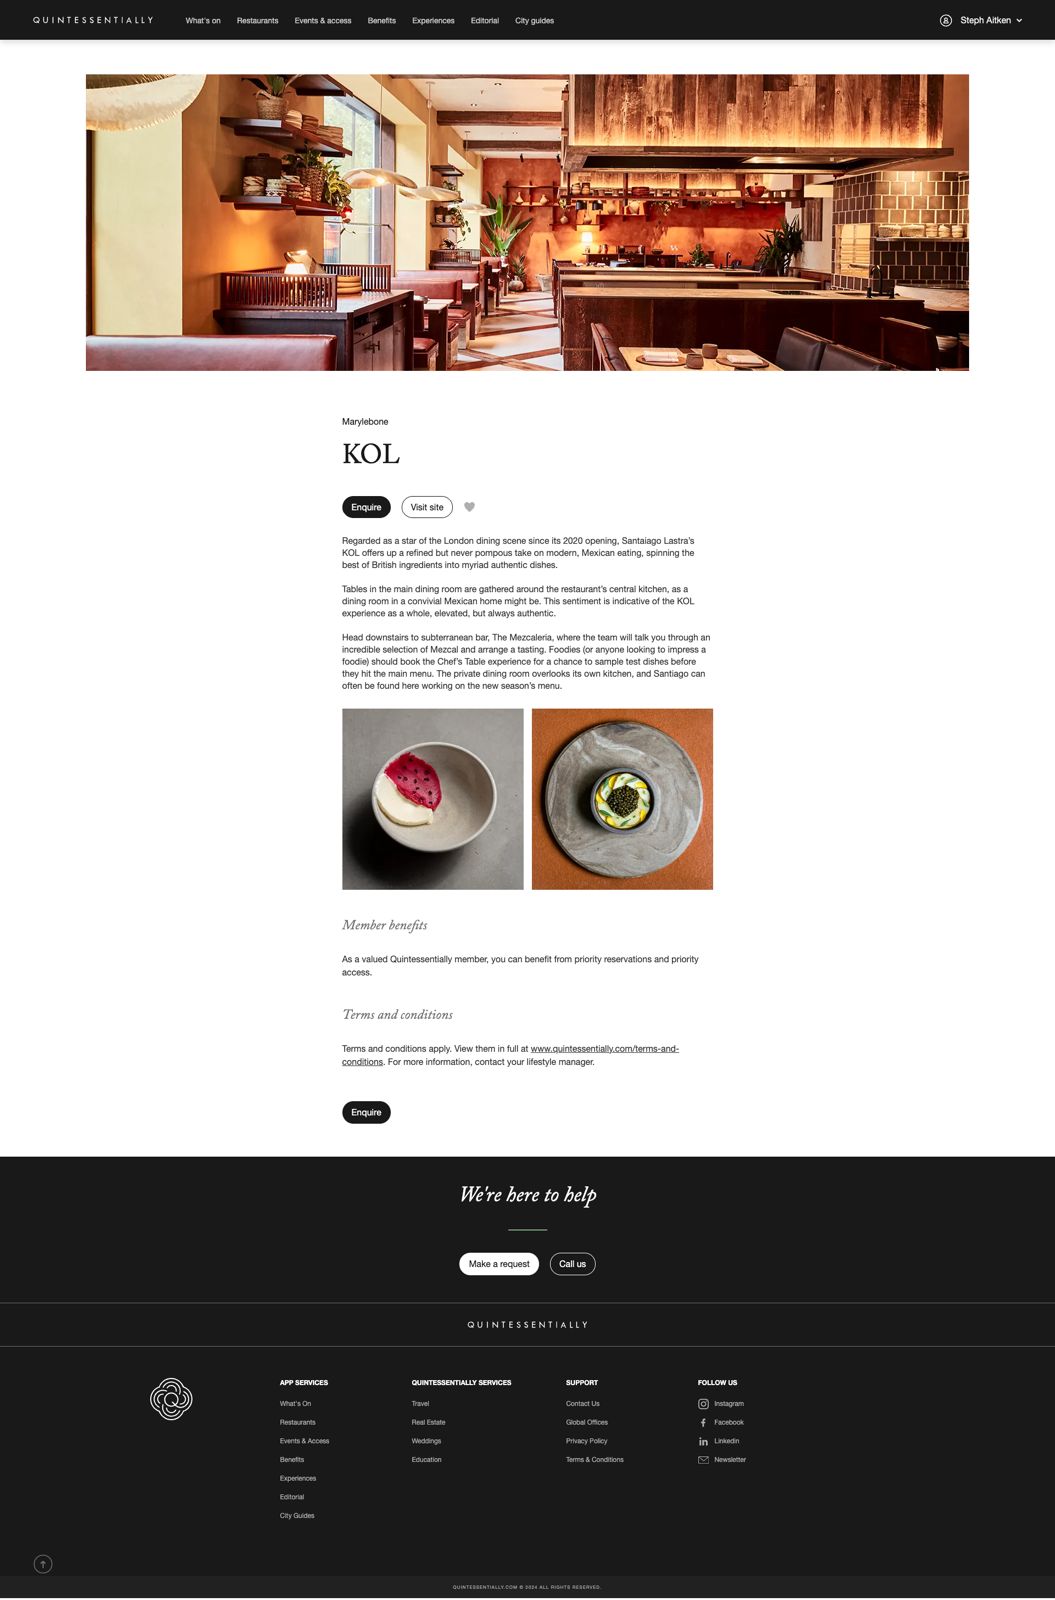 QUINTESSENTIALLY
What's on Restaurants Events & access Benefits Experiences Editorial City guides
Steph Aitken
Marylebone
KOL
Enquire Visit site
Regarded as a star of the London dining scene since its 2020 opening, Santaiago Lastra's
KOL offers up a refined but never pompous take on modern, Mexican eating, spinning the
best of British ingredients into myriad authentic dishes.
Tables in the main dining room are gathered around the restaurant's central kitchen, as a
dining room in a convivial Mexican home might be. This sentiment is indicative of the KOL
experience as a whole, elevated, but always authentic.
Head downstairs to subterranean bar, The Mezcaleria, where the team will talk you through an
incredible selection of Mezcal and arrange a tasting. Foodies (or anyone looking to impress a
foodie) should book the Chef's Table experience for a chance to sample test dishes before
they hit the main menu. The private dining room overlooks its own kitchen, and Santiago can
often be found here working on the new season's menu.
Member benefits
As a valued Quintessentially member, you can benefit from priority reservations and priority
access.
Terms and conditions
Terms and conditions apply. View them in full at www.quintessentially.com/terms-and-
conditions. For more information, contact your lifestyle manager.
Enquire
We're here to help
Make a request Call us
QUINTESSENTIALLY
APP SERVICES
What's On
Restaurants
Events & Access
Benefits
Experiences
Editorial
City Guides
QUINTESSENTIALLY SERVICES
Travel
Real Estate
Weddings
Education
SUPPORT
Contact Us
Global Offices
Privacy Policy
Terms & Conditions
FOLLOW US
Instagram
Facebook
Linkedin
Newsletter
QUINTESSENTIALLY.COM © 2024 ALL RIGHTS RESERVED.